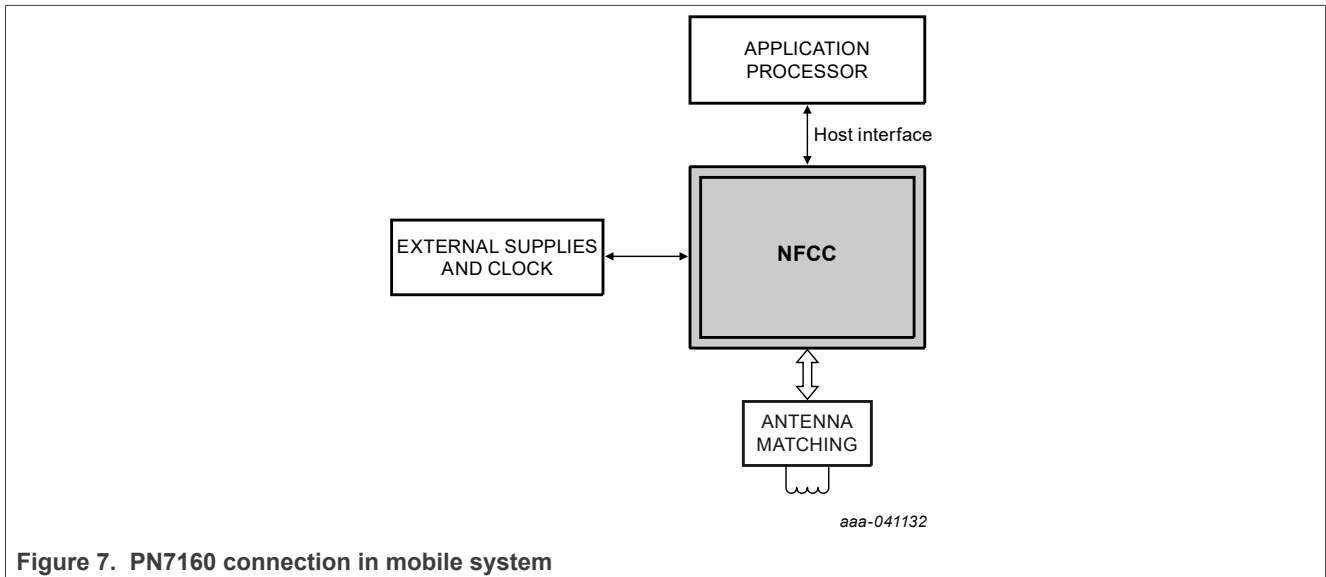 APPLICATION
PROCESSOR
Host interface
EXTERNAL SUPPLIES
AND CLOCK
NFCC
ANTENNA
MATCHING
aaa-041132
Figure 7. PN7160 connection in mobile system